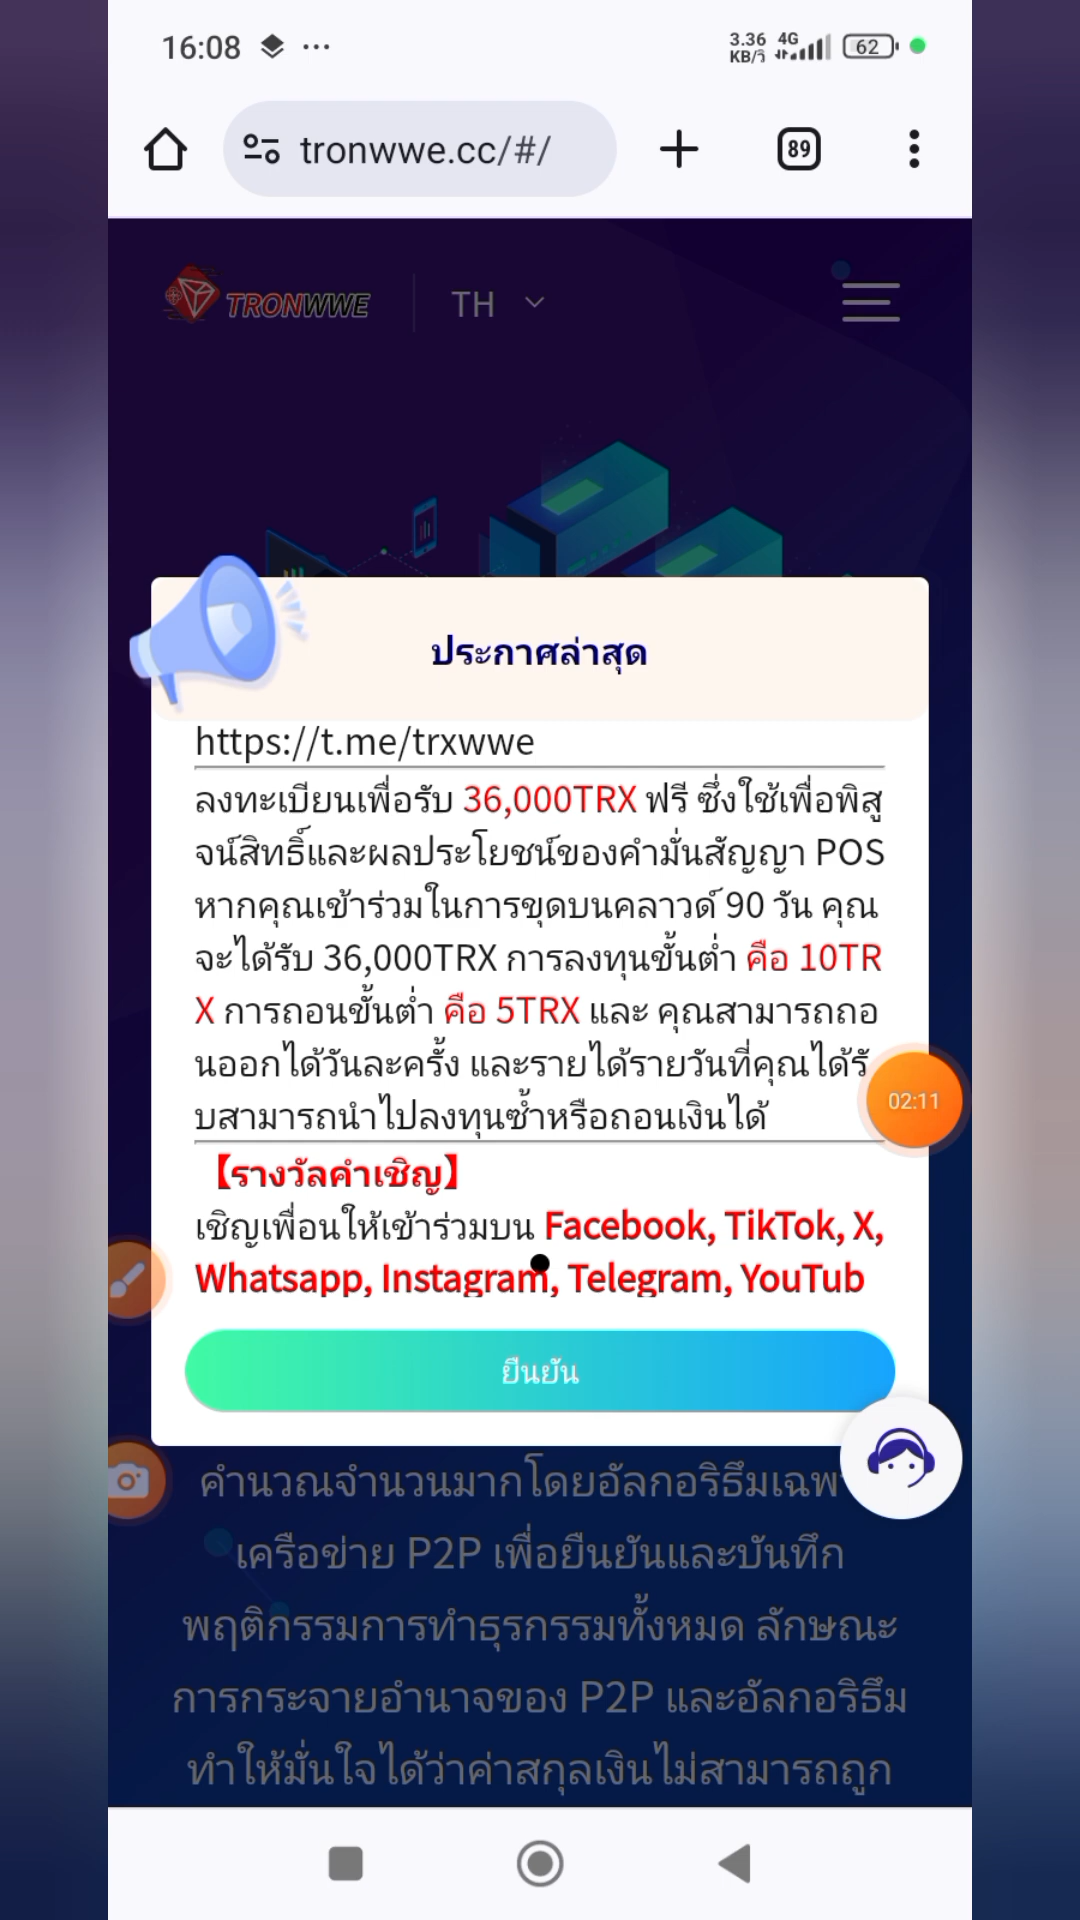 16:08
3.36 KB/วิ 4G 62
tronwwe.cc/#/
89
TRONWWE TH
ประกาศล่าสุด
https://t.me/trxwwe
ลงทะเบียนเพื่อรับ 36,000TRX ฟรี ซึ่งใช้เพื่อพิสู
จน์สิทธิ์และผลประโยชน์ของคำมั่นสัญญา POS
หากคุณเข้าร่วมในการขุดบนคลาวด์ 90 วัน คุณ
จะได้รับ 36,000TRX การลงทุนขั้นต่ำ คือ 10TR
X การถอนขั้นต่ำ คือ 5TRX และ คุณสามารถถอ
นออกได้วันละครั้ง และรายได้รายวันที่คุณได้รั
บสามารถนำไปลงทุนซ้ำหรือถอนเงินได้
02:11
【รางวัลคำเชิญ】
เชิญเพื่อนให้เข้าร่วมบน Facebook, TikTok, X,
Whatsapp, Instagram, Telegram, YouTub
ยืนยัน
คำนวณจำนวนมากโดยอัลกอริธึมเฉพ
เครือข่าย P2P เพื่อยืนยันและบันทึก
พฤติกรรมการทำธุรกรรมทั้งหมด ลักษณะ
การกระจายอำนาจของ P2P และอัลกอริธึม
ทำให้มั่นใจได้ว่าค่าสกุลเงินไม่สามารถถูก